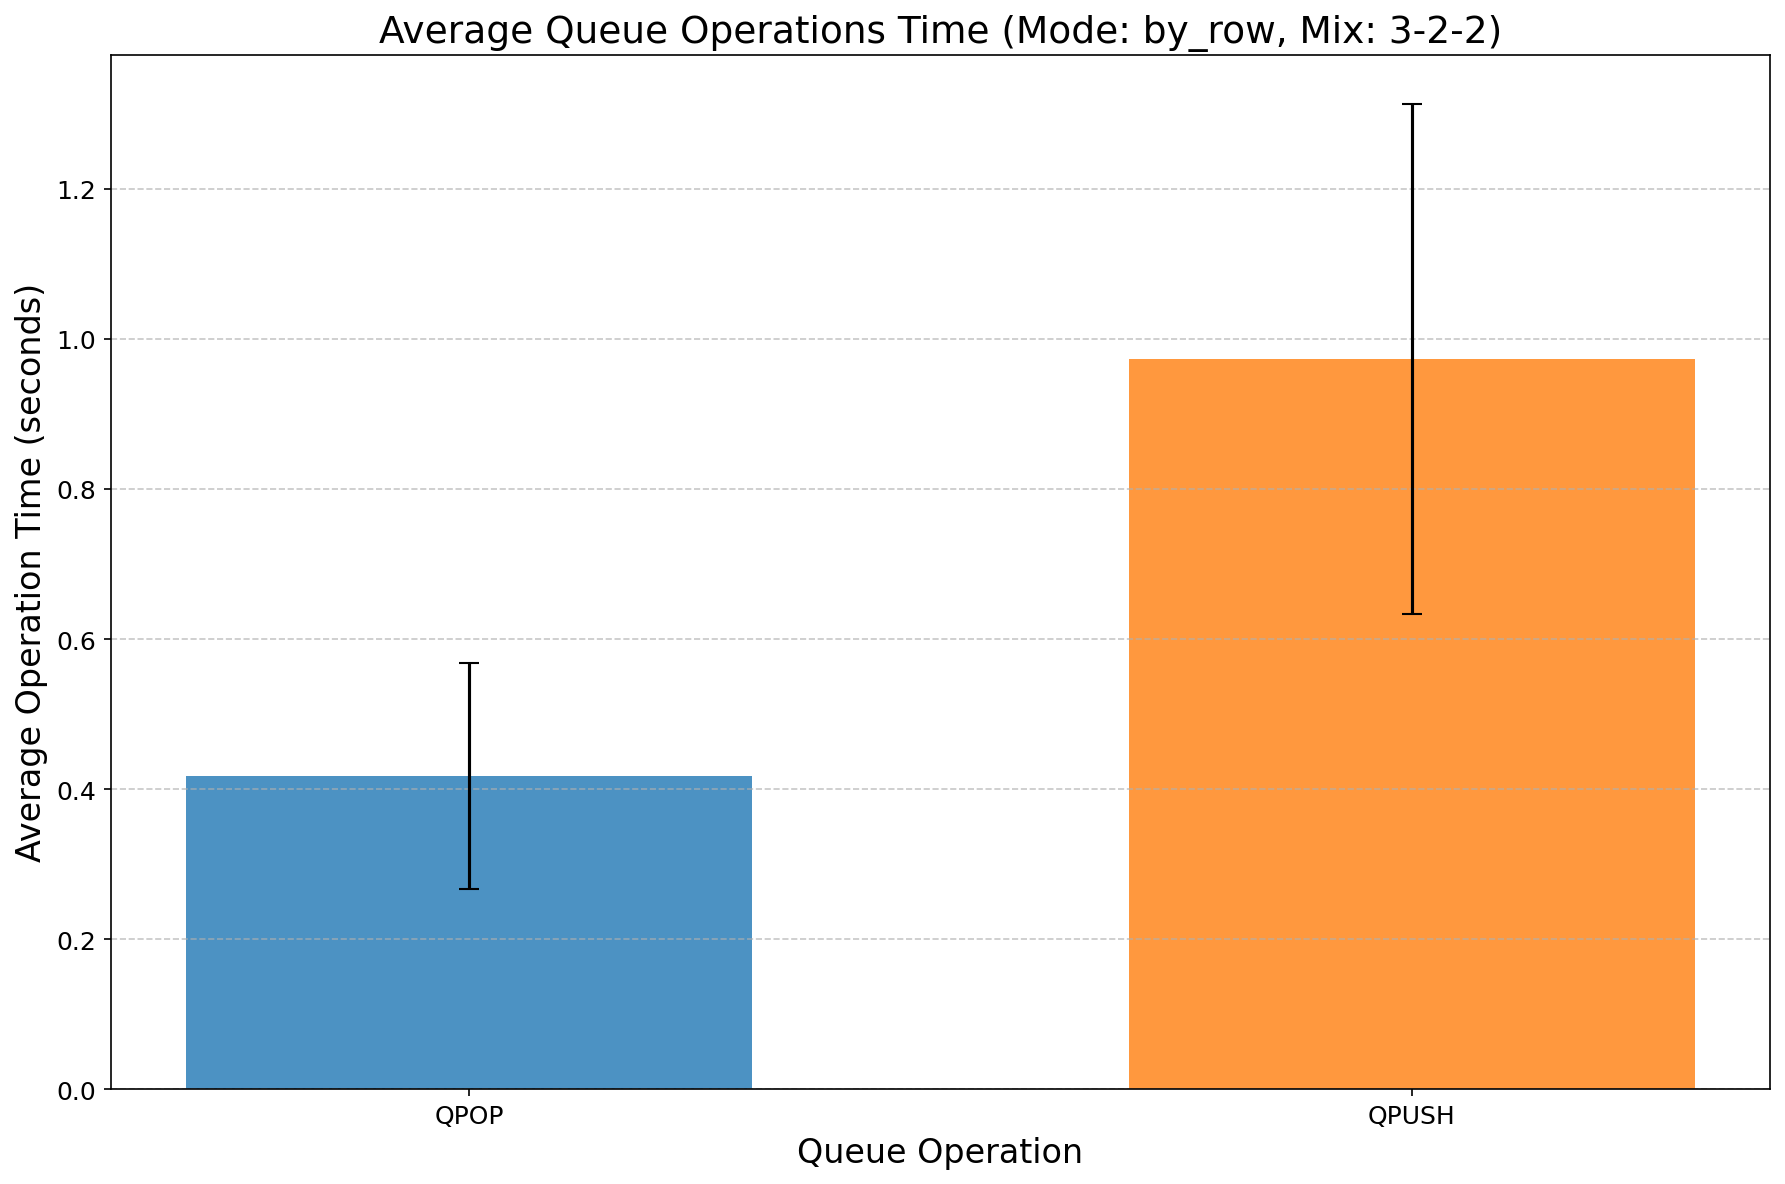 Average Queue Operations Time (Mode: by_row, Mix: 3-2-2)
Average Operation Time (seconds)
1.2
1.0
0.8
0.6
0.4
0.2
0.0
QPOP
QPUSH
Queue Operation